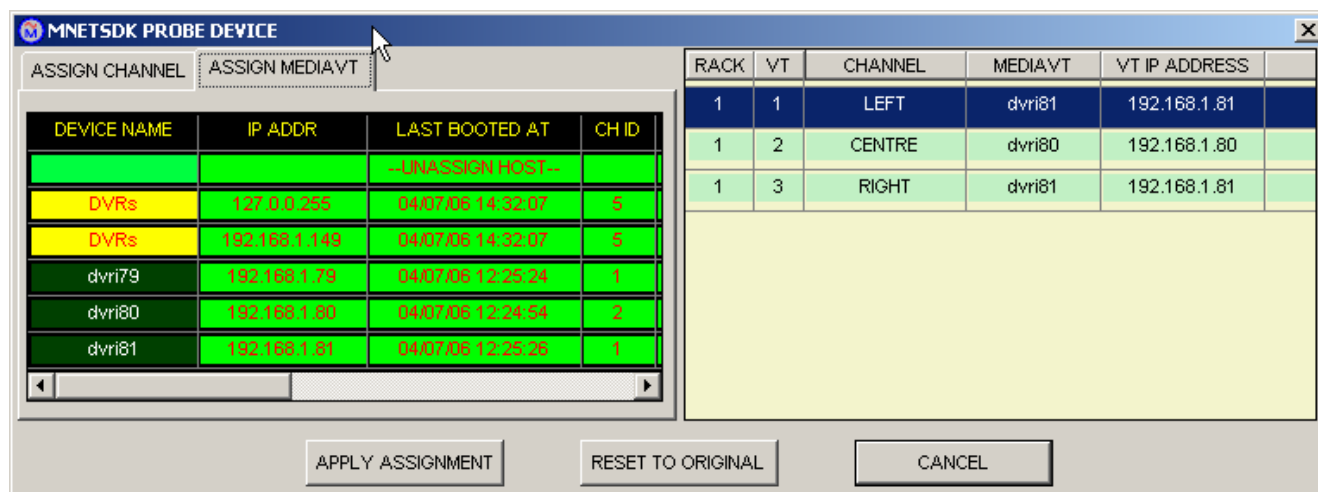 MNETSDK PROBE DEVICE
ASSIGN CHANNEL ASSIGN MEDIAVT
DEVICE NAME IP ADDR LAST BOOTED AT CH ID
--UNASSIGN HOST--
DVRs 127.0.0.255 04/07/06 14:32:07 5
DVRs 192.168.1.149 04/07/06 14:32:07 5
dvri79 192.168.1.79 04/07/06 12:25:24 1
dvri80 192.168.1.80 04/07/06 12:24:54 2
dvri81 192.168.1.81 04/07/06 12:25:26 1
RACK VT CHANNEL MEDIAVT VT IP ADDRESS
1 1 LEFT dvri81 192.168.1.81
1 2 CENTRE dvri80 192.168.1.80
1 3 RIGHT dvri81 192.168.1.81
APPLY ASSIGNMENT RESET TO ORIGINAL CANCEL